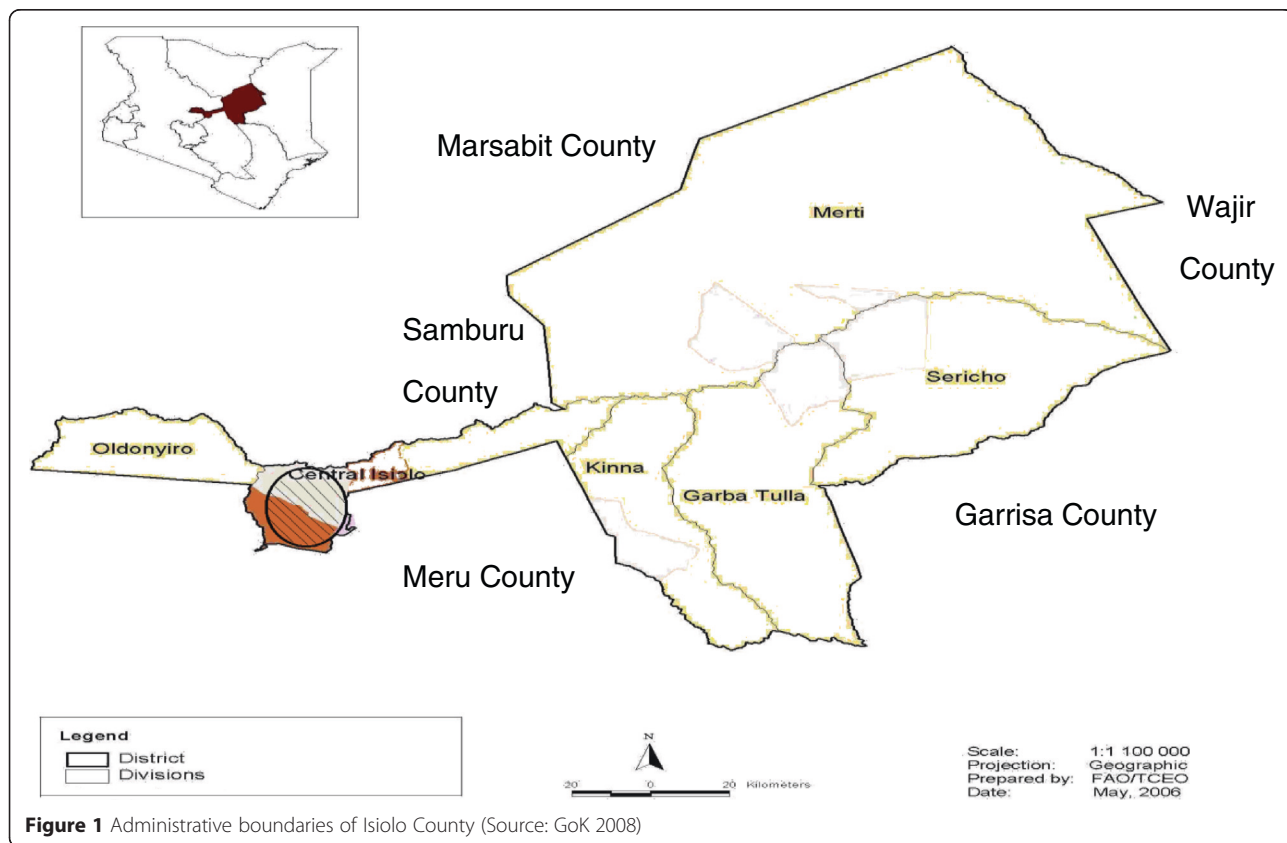 Marsabit County
Merti
Wajir
County
Samburu
County
Sericho
Oldonyiro
Central Isiolo
Kinna
Garba Tulla
Garrisa County
Meru County
Legend
District
Divisions
N
20 0 20 Kilometers
Scale: 1:1 100 000
Projection: Geographic
Prepared by: FAO/TCEO
Date: May, 2006
Figure 1 Administrative boundaries of Isiolo County (Source: GoK 2008)